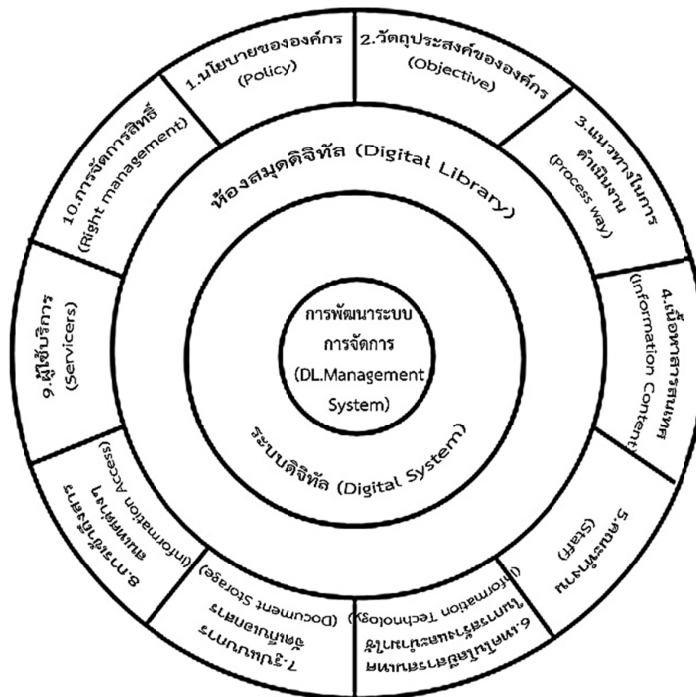 1.นโยบายขององค์กร
(Policy)
2.วัตถุประสงค์ขององค์กร
(Objective)
3.แนวทางในการ
ดำเนินงาน
(Process way)
4.เนื้อหาสารสนเทศ
(Information Content)
5.คณะทำงาน
(Staff)
6.เทคโนโลยีสารสนเทศ
ในการสร้างและนำมาใช้
(Information Technology)
7.รูปแบบการ
จัดเก็บเอกสาร
(Document Storage)
8.การเข้าถึงสาร
สนเทศต่างๆ
(Information Access)
9.ผู้ใช้บริการ
(Servicers)
10.การจัดการสิทธิ์
(Right management)
ห้องสมุดดิจิทัล (Digital Library)
ระบบดิจิทัล (Digital System)
การพัฒนาระบบ
การจัดการ
(DL.Management
System)